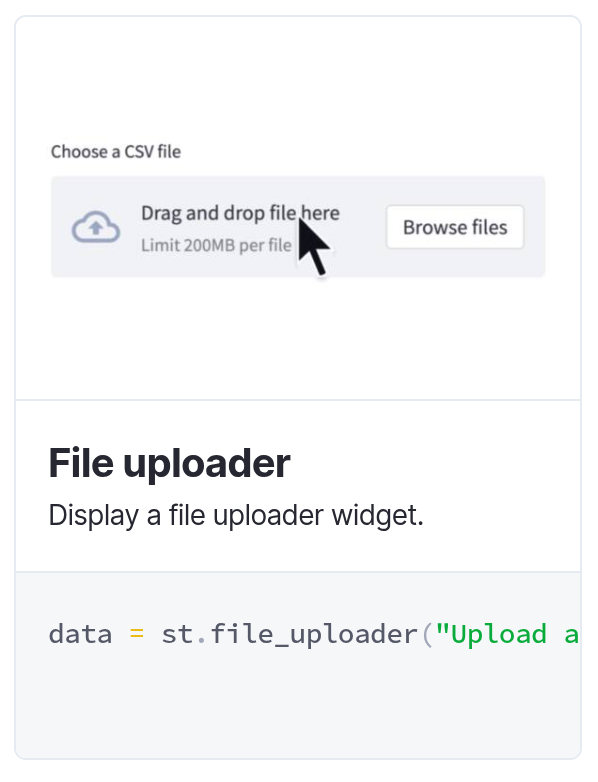 Choose a CSV file
Drag and drop file here
Limit 200MB per file
Browse files
File uploader
Display a file uploader widget.
data = st.file_uploader("Upload a